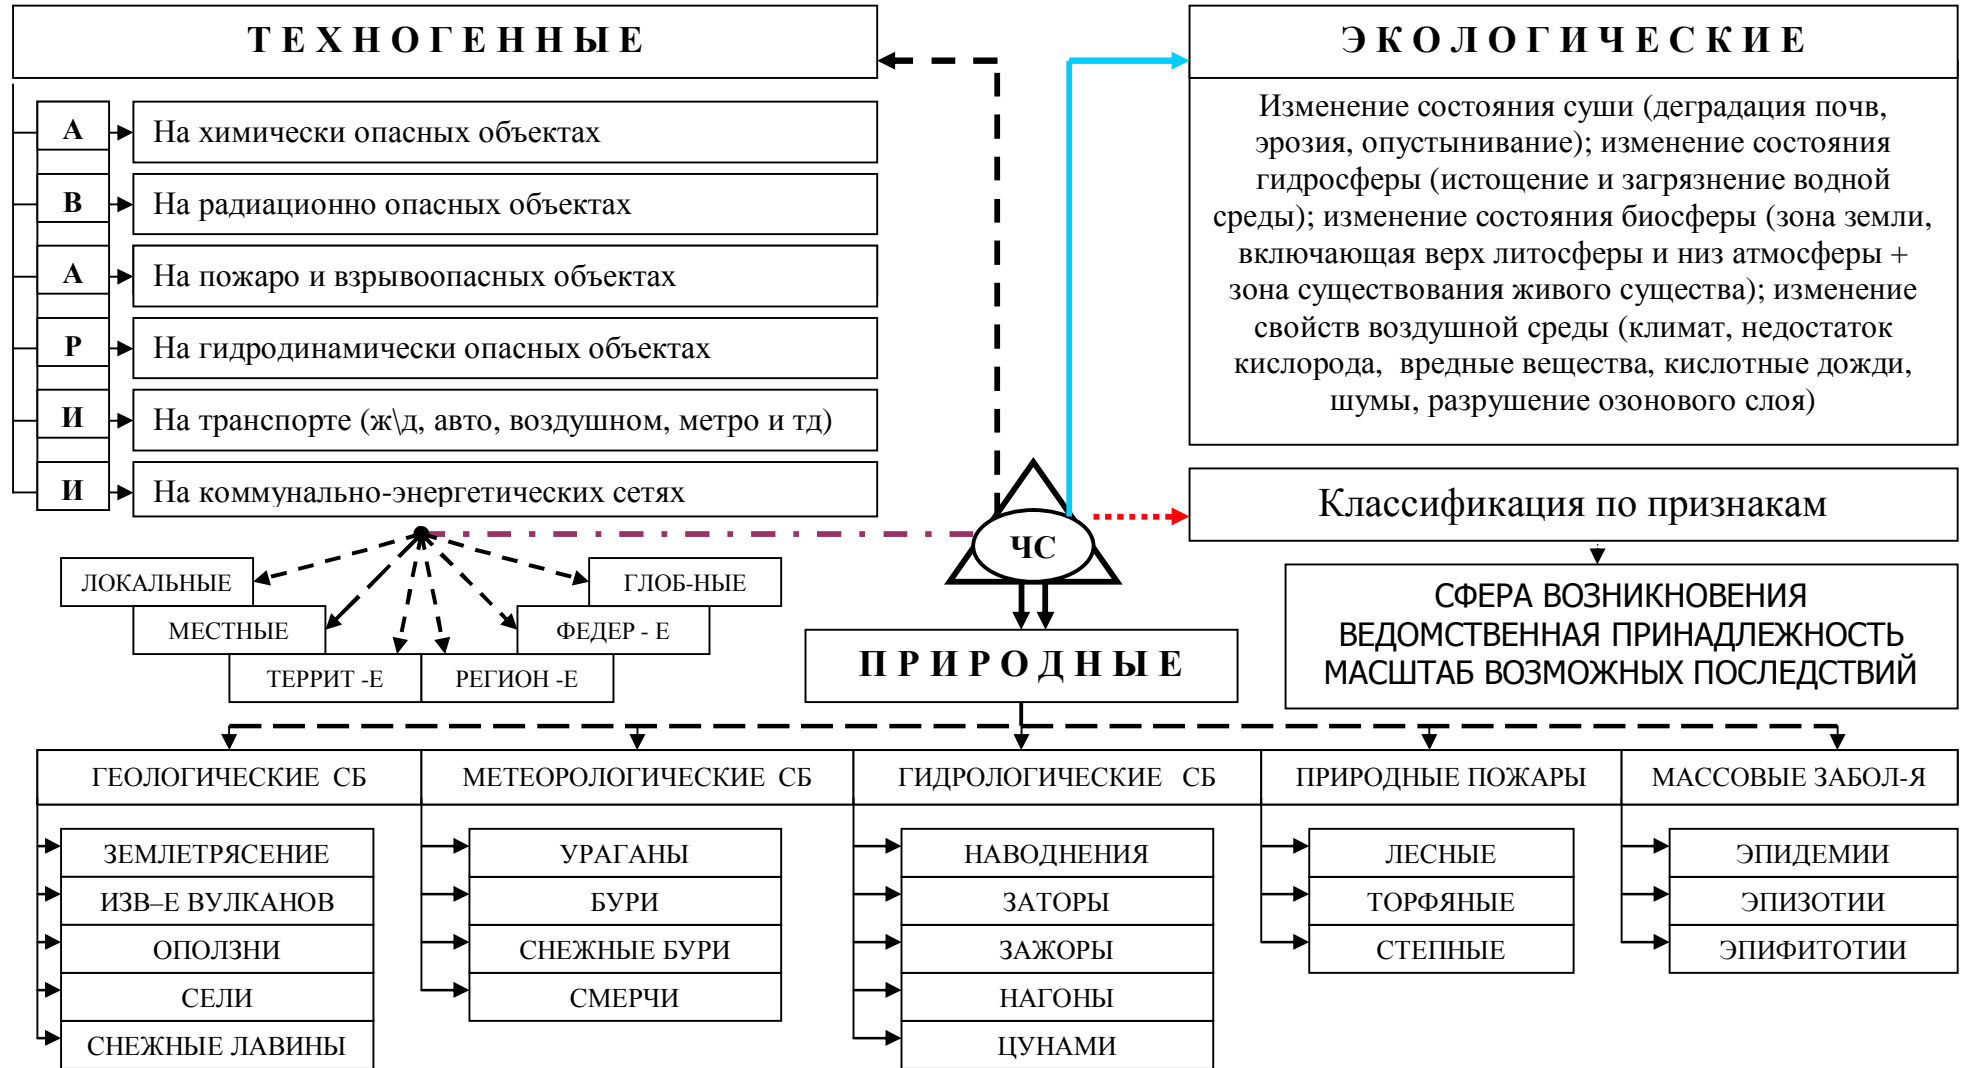 Т Е Х Н О Г Е Н Н Ы Е
А
На химически опасных объектах
В
На радиационно опасных объектах
А
На пожаро и взрывоопасных объектах
Р
На гидродинамически опасных объектах
И
На транспорте (ж\д, авто, воздушном, метро и тд)
И
На коммунально-энергетических сетях
Э К О Л О Г И Ч Е С К И Е
Изменение состояния суши (деградация почв,
эрозия, опустынивание); изменение состояния
гидросферы (истощение и загрязнение водной
среды); изменение состояния биосферы (зона земли,
включающая верх литосферы и низ атмосферы +
зона существования живого существа); изменение
свойств воздушной среды (климат, недостаток
кислорода, вредные вещества, кислотные дожди,
шумы, разрушение озонового слоя)
Классификация по признакам
СФЕРА ВОЗНИКНОВЕНИЯ
ВЕДОМСТВЕННАЯ ПРИНАДЛЕЖНОСТЬ
МАСШТАБ ВОЗМОЖНЫХ ПОСЛЕДСТВИЙ
ЧС
ЛОКАЛЬНЫЕ
МЕСТНЫЕ
ТЕРРИТ -Е
РЕГИОН -Е
ФЕДЕР - Е
ГЛОБ-НЫЕ
П Р И Р О Д Н Ы Е
ГЕОЛОГИЧЕСКИЕ СБ
ЗЕМЛЕТРЯСЕНИЕ
ИЗВ–Е ВУЛКАНОВ
ОПОЛЗНИ
СЕЛИ
СНЕЖНЫЕ ЛАВИНЫ
МЕТЕОРОЛОГИЧЕСКИЕ СБ
УРАГАНЫ
БУРИ
СНЕЖНЫЕ БУРИ
СМЕРЧИ
ГИДРОЛОГИЧЕСКИЕ СБ
НАВОДНЕНИЯ
ЗАТОРЫ
ЗАЖОРЫ
НАГОНЫ
ЦУНАМИ
ПРИРОДНЫЕ ПОЖАРЫ
ЛЕСНЫЕ
ТОРФЯНЫЕ
СТЕПНЫЕ
МАССОВЫЕ ЗАБОЛ-Я
ЭПИДЕМИИ
ЭПИЗОТИИ
ЭПИФИТОТИИ